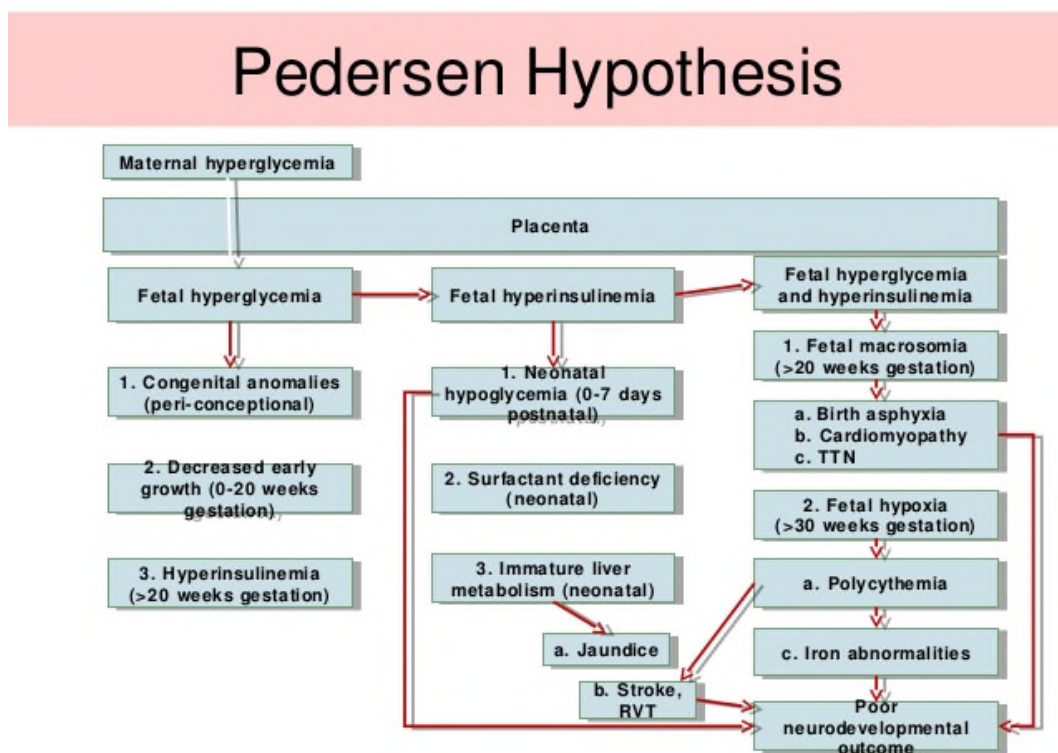 Pedersen Hypothesis
Maternal hyperglycemia
Placenta
Fetal hyperglycemia
Fetal hyperinsulinemia
Fetal hyperglycemia
and hyperinsulinemia
1. Congenital anomalies
(peri-conceptional)
2. Decreased early
growth (0-20 weeks
gestation)
3. Hyperinsulinemia
(>20 weeks gestation)
1. Neonatal
hypoglycemia (0-7 days
postnatal)
2. Surfactant deficiency
(neonatal)
3. Immature liver
metabolism (neonatal)
a. Jaundice
b. Stroke,
RVT
1. Fetal macrosomia
(>20 weeks gestation)
a. Birth asphyxia
b. Cardiomyopathy
c. TTN
2. Fetal hypoxia
(>30 weeks gestation)
a. Polycythemia
c. Iron abnormalities
Poor
neurodevelopmental
outcome